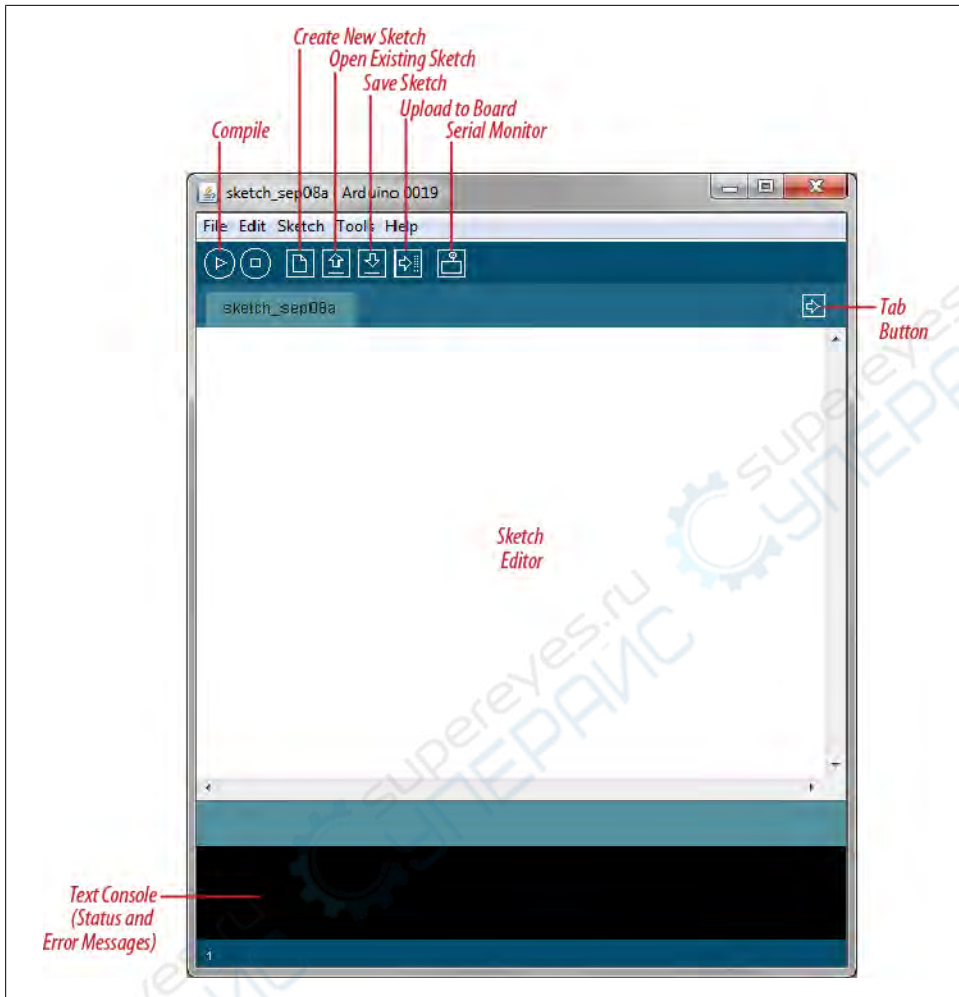 Create New Sketch
Open Existing Sketch
Save Sketch
Upload to Board
Compile
Serial Monitor
sketch_sep08a Arduino 0019
File Edit Sketch Tools Help
sketch_sep08a
Tab
Button
Sketch
Editor
Text Console
(Status and
Error Messages)
1
supereyes.ru
СУПЕРАЙС
supereyes.ru
СУПЕРАЙС